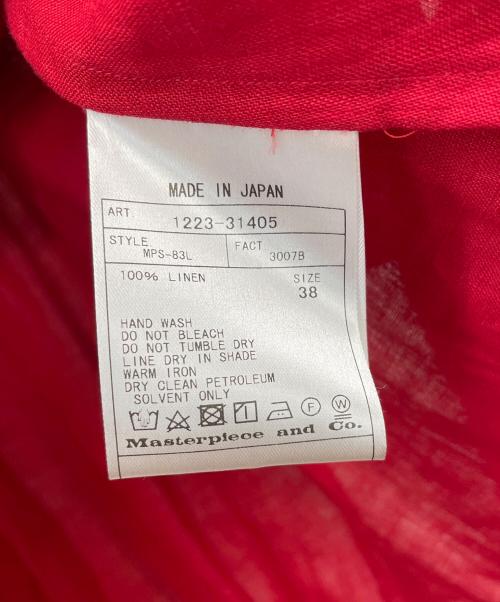 MADE IN JAPAN
ART 1223-31405
STYLE MPS-83L FACT 3007B
100% LINEN SIZE
38
HAND WASH
DO NOT BLEACH
DO NOT TUMBLE DRY
LINE DRY IN SHADE
WARM IRON
DRY CLEAN PETROLEUM
SOLVENT ONLY
F W
Masterpiece and Co.